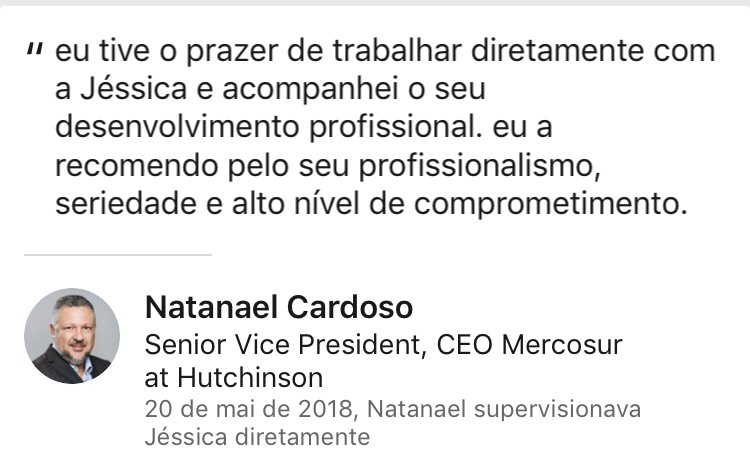 " eu tive o prazer de trabalhar diretamente com
a Jéssica e acompanhei o seu
desenvolvimento profissional. eu a
recomendo pelo seu profissionalismo,
seriedade e alto nível de comprometimento.
Natanael Cardoso
Senior Vice President, CEO Mercosur
at Hutchinson
20 de mai de 2018, Natanael supervisionava
Jéssica diretamente